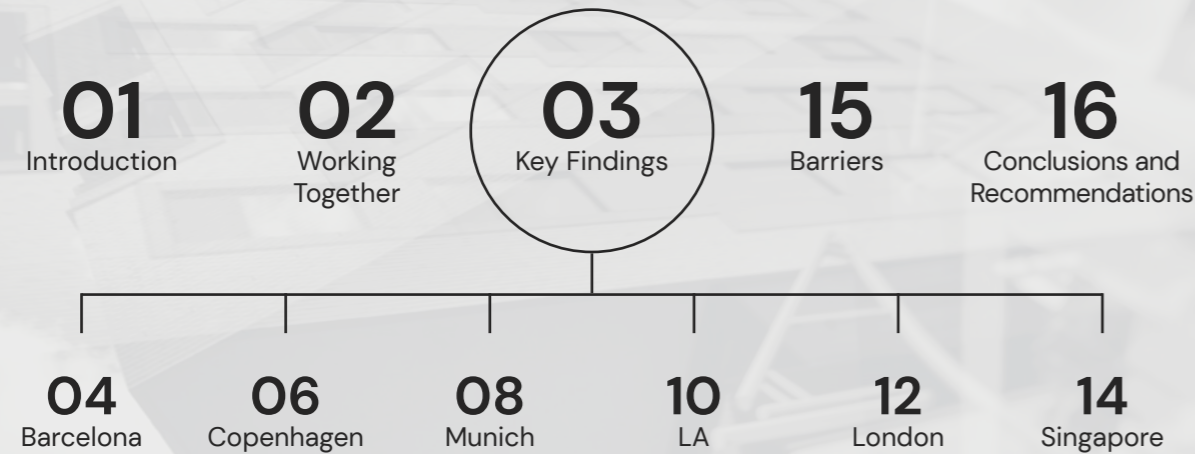 01
Introduction
02
Working
Together
03
Key Findings
15
Barriers
16
Conclusions and
Recommendations
04
Barcelona
06
Copenhagen
08
Munich
10
LA
12
London
14
Singapore